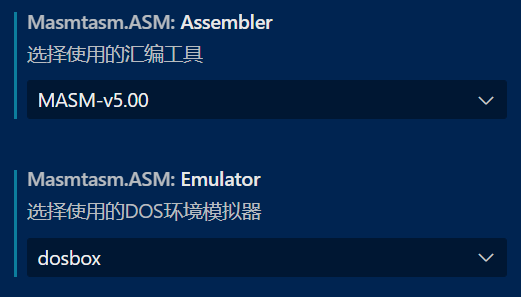 Masmtasm.ASM: Assembler
选择使用的汇编工具
MASM-v5.00
Masmtasm.ASM: Emulator
选择使用的DOS环境模拟器
dosbox